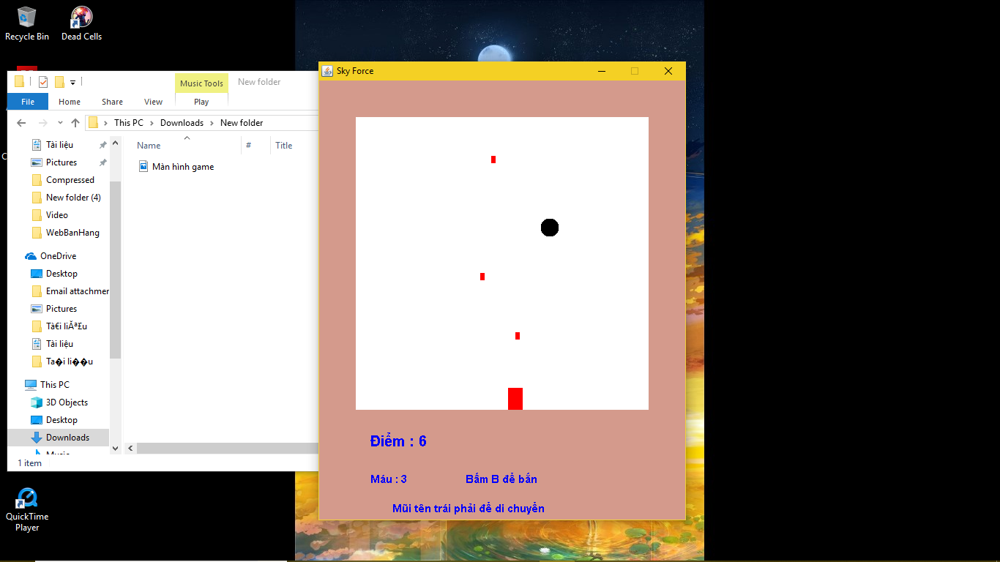 Recycle Bin
Dead Cells
Music Tools
New folder
File
Home
Share
View
Play
This PC
Downloads
New folder
Tài liệu
Pictures
Compressed
New folder (4)
Video
WebBanHang
OneDrive
Desktop
Email attachmer
Pictures
Tà€i liÃª£u
Tài liệu
Ta�i li��u
This PC
3D Objects
Desktop
Downloads
Name
#
Title
Màn hình game
1 item
Sky Force
Điểm : 6
Máu : 3
Bấm B để bắn
Mũi tên trái phải để di chuyển
QuickTime
Player